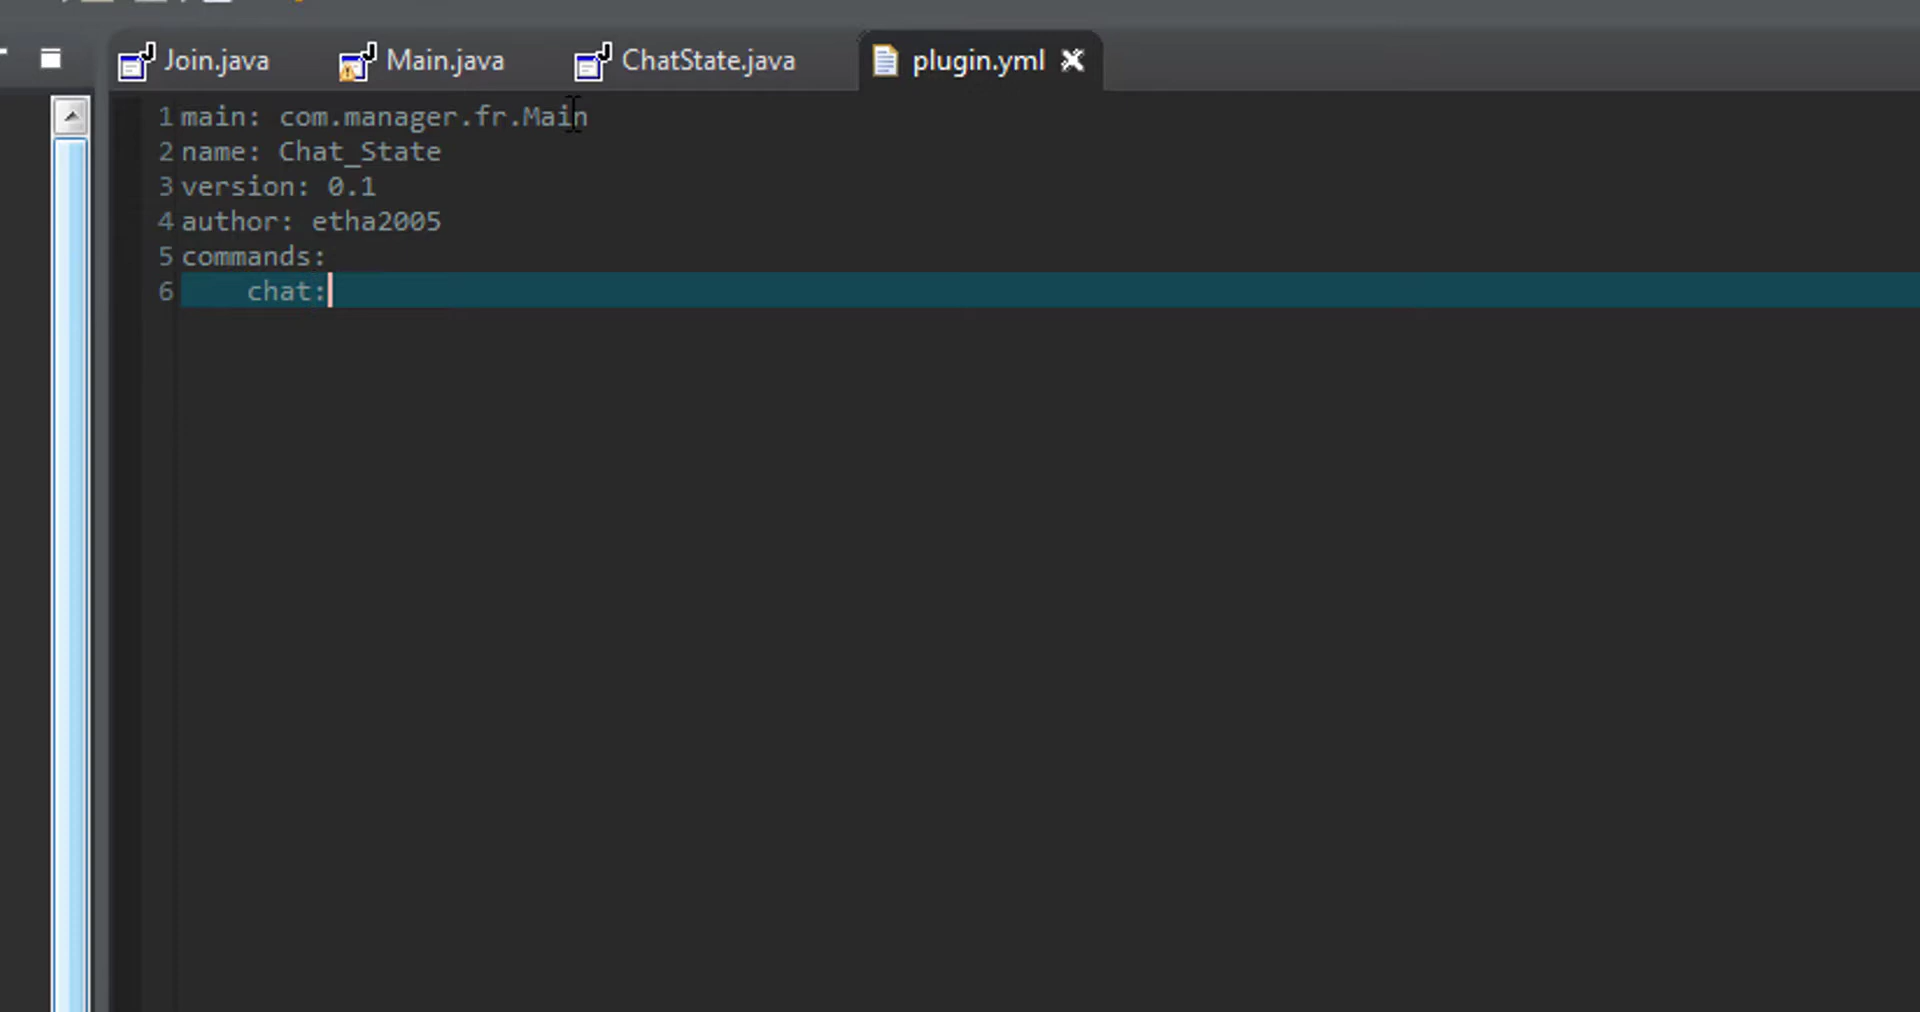 Join.java Main.java ChatState.java plugin.yml
1 main: com.manager.fr.Main
2 name: Chat_State
3 version: 0.1
4 author: etha2005
5 commands:
6     chat: